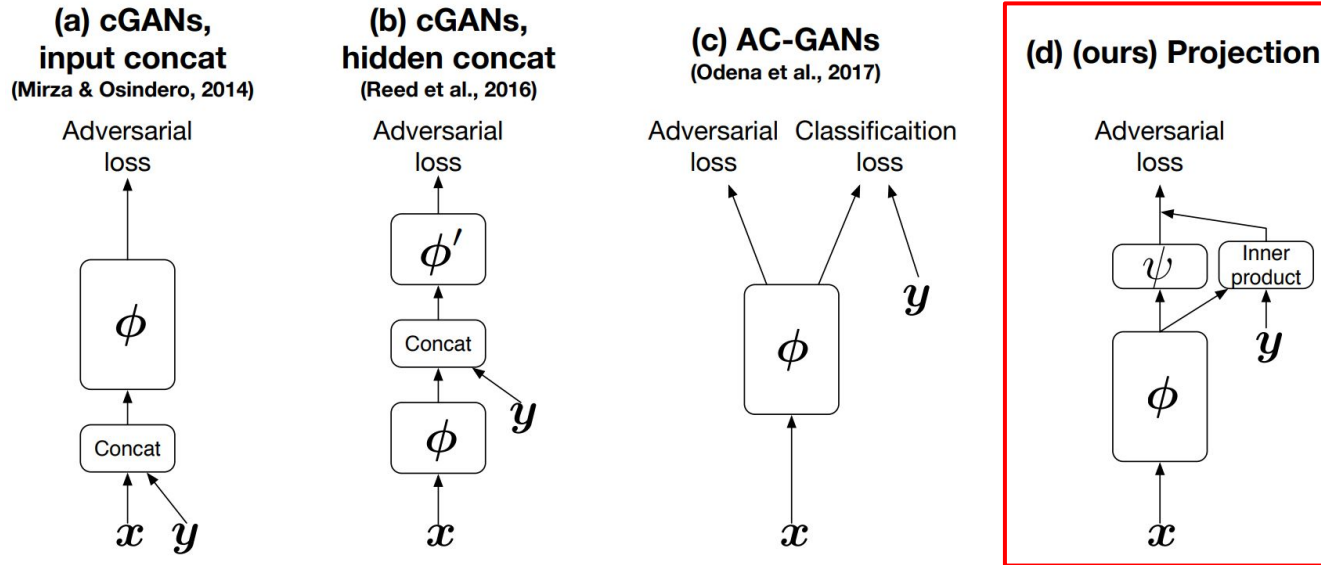 (a) cGANs,
input concat
(Mirza & Osindero, 2014)
Adversarial
loss
ϕ
Concat
x y
(b) cGANs,
hidden concat
(Reed et al., 2016)
Adversarial
loss
ϕ′
Concat
y
ϕ
x
(c) AC-GANs
(Odena et al., 2017)
Adversarial Classificaition
loss loss
y
ϕ
x
(d) (ours) Projection
Adversarial
loss
ψ
Inner
product
y
ϕ
x